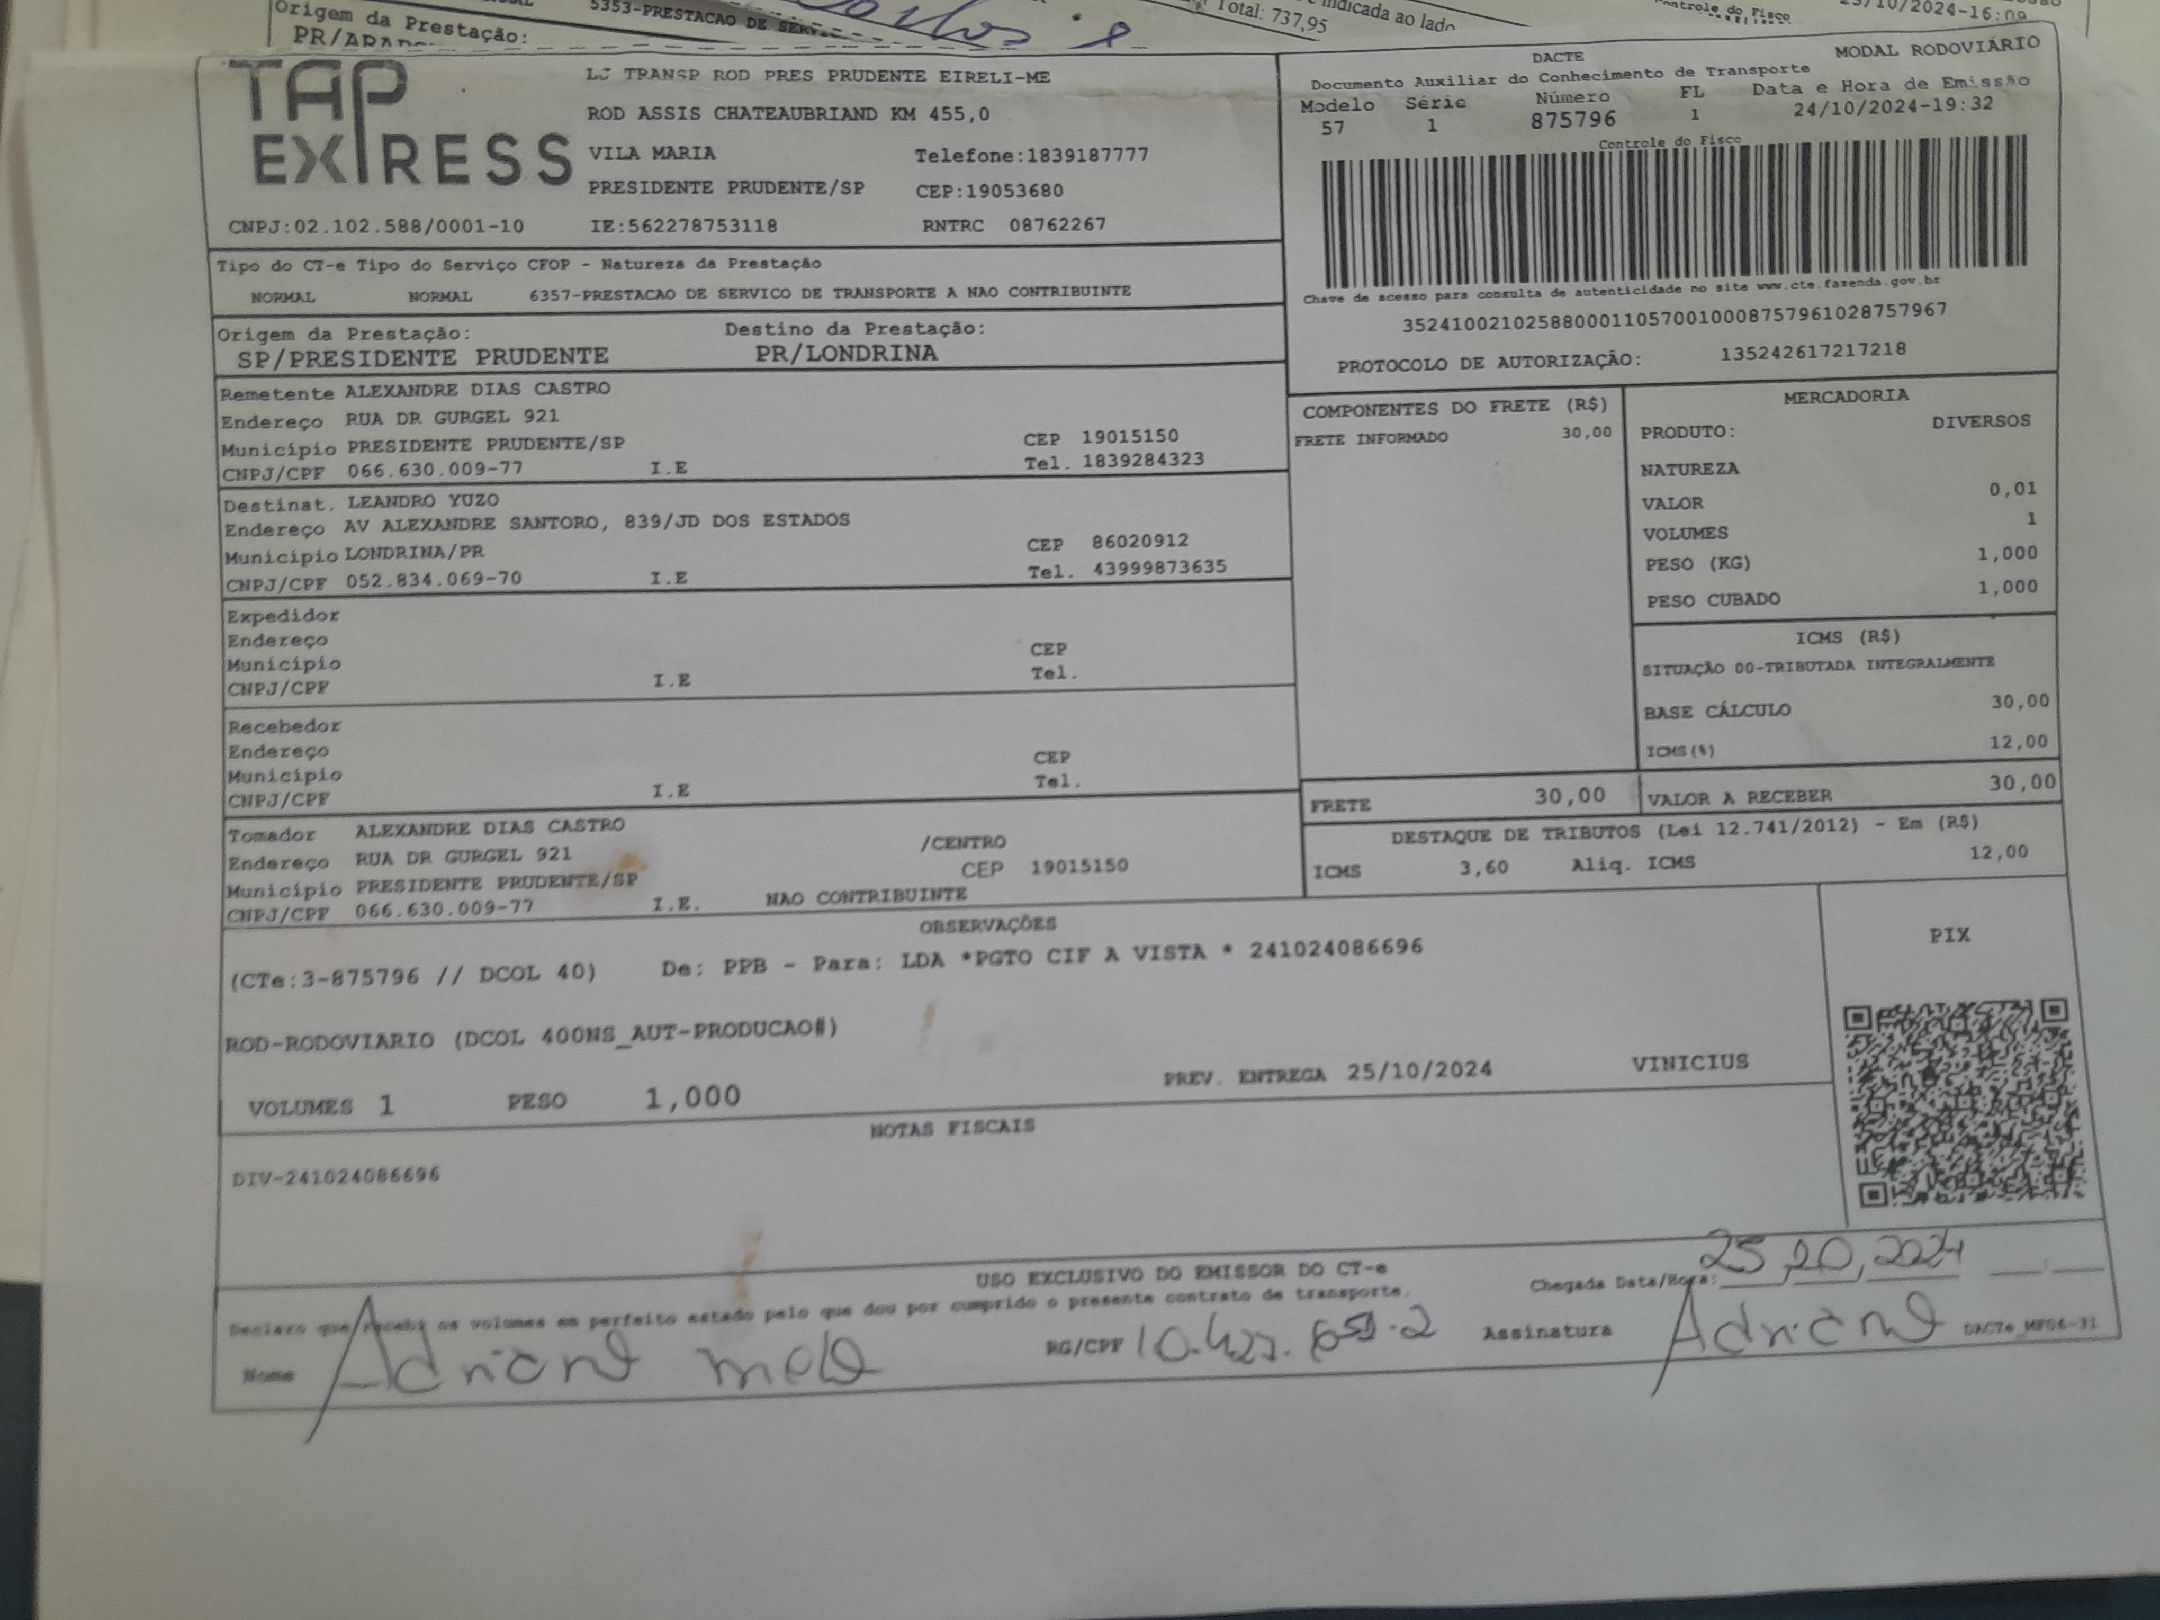 Origem da Prestação:
5353-PRESTACAO DE
Total: 737,95
indicada ao lado
Controle do Fisco
TAP EXPRESS
LJ TRANSP ROD PRES PRUDENTE EIRELI-ME
ROD ASSIS CHATEAUBRIAND KM 455,0
VILA MARIA Telefone:1839187777
PRESIDENTE PRUDENTE/SP CEP:19053680
CNPJ:02.102.588/0001-10 IE:562278753118 RNTRC 08762267
DACTE MODAL RODOVIÁRIO
Documento Auxiliar do Conhecimento de Transporte
Modelo Série Número FL Data e Hora de Emissão
57 1 875796 1 24/10/2024-19:32
Controle do Fisco
Chave de acesso para consulta de autenticidade no site www.cte.fazenda.gov.br
35241002102588000110570010008757961028757967
PROTOCOLO DE AUTORIZAÇÃO: 135242617217218
Tipo do CT-e Tipo do Serviço CFOP - Natureza da Prestação
NORMAL NORMAL 6357-PRESTACAO DE SERVICO DE TRANSPORTE A NAO CONTRIBUINTE
Origem da Prestação: Destino da Prestação:
SP/PRESIDENTE PRUDENTE PR/LONDRINA
Remetente ALEXANDRE DIAS CASTRO
Endereço RUA DR GURGEL 921
Município PRESIDENTE PRUDENTE/SP CEP 19015150
CNPJ/CPF 066.630.009-77 I.E Tel. 1839284323
Destinat. LEANDRO YUZO
Endereço AV ALEXANDRE SANTORO, 839/JD DOS ESTADOS
Município LONDRINA/PR CEP 86020912
CNPJ/CPF 052.834.069-70 I.E Tel. 43999873635
Expedidor
Endereço
Município CEP
CNPJ/CPF I.E Tel.
Recebedor
Endereço
Município CEP
CNPJ/CPF I.E Tel.
Tomador ALEXANDRE DIAS CASTRO
Endereço RUA DR GURGEL 921 /CENTRO
Município PRESIDENTE PRUDENTE/SP CEP 19015150
CNPJ/CPF 066.630.009-77 I.E. NAO CONTRIBUINTE
COMPONENTES DO FRETE (R$)
FRETE INFORMADO 30,00
MERCADORIA
PRODUTO: DIVERSOS
NATUREZA
VALOR 0,01
VOLUMES 1
PESO (KG) 1,000
PESO CUBADO 1,000
ICMS (R$)
SITUAÇÃO 00-TRIBUTADA INTEGRALMENTE
BASE CÁLCULO 30,00
ICMS(%) 12,00
FRETE 30,00 VALOR A RECEBER 30,00
DESTAQUE DE TRIBUTOS (Lei 12.741/2012) - Em (R$)
ICMS 3,60 Aliq. ICMS 12,00
OBSERVAÇÕES
(CTe:3-875796 // DCOL 40) De: PPB - Para: LDA *PGTO CIF A VISTA * 241024086696
ROD-RODOVIARIO (DCOL 400NS_AUT-PRODUCAO#)
VOLUMES 1 PESO 1,000 PREV. ENTREGA 25/10/2024 VINICIUS
PIX
NOTAS FISCAIS
DIV-241024086696
USO EXCLUSIVO DO EMISSOR DO CT-e
Declaro que recebi os volumes em perfeito estado pelo que dou por cumprido o presente contrato de transporte.
Chegada Data/Hora: 25,10,2024
Nome Adriano RG/CPF Assinatura Adriano